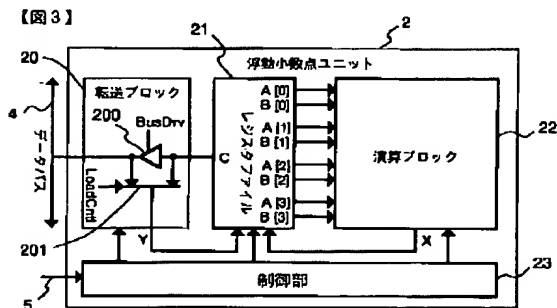 【図3】
2
浮動小数点ユニット
20
転送ブロック
21
4
200
BusDrv
データバス
LoadCntl
201
C
Y
レジスタファイル
A [0]
B [0]
A [1]
B [1]
A [2]
B [2]
A [3]
B [3]
22
演算ブロック
X
5
制御部
23